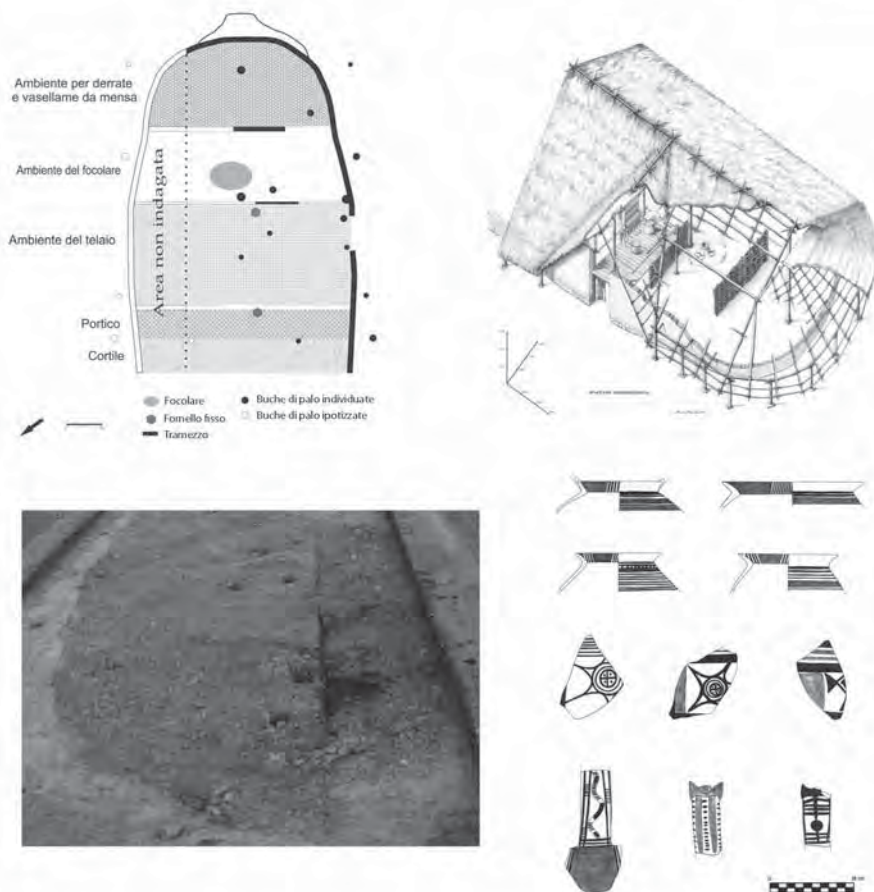 Ambiente per derrate
e vasellame da mensa
Ambiente del focolare
Area non indagata
Ambiente del telaio
Portico
Cortile
Focolare
Buche di palo individuate
Fornello fisso
Buche di palo ipotizzate
Tramezzo